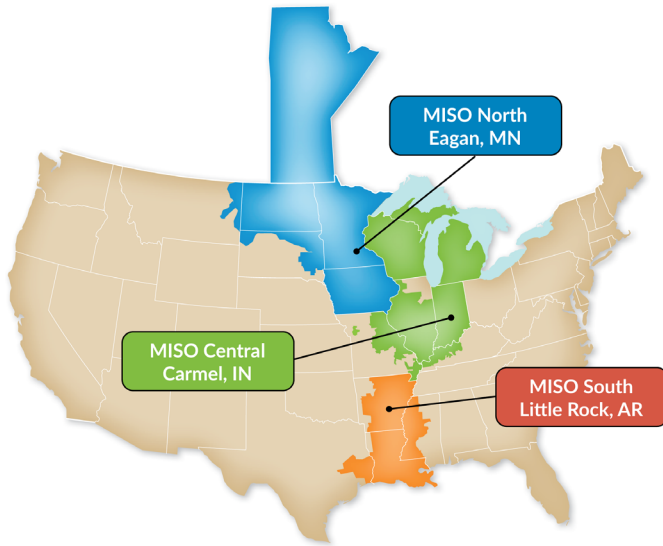 MISO North
Eagan, MN
MISO Central
Carmel, IN
MISO South
Little Rock, AR